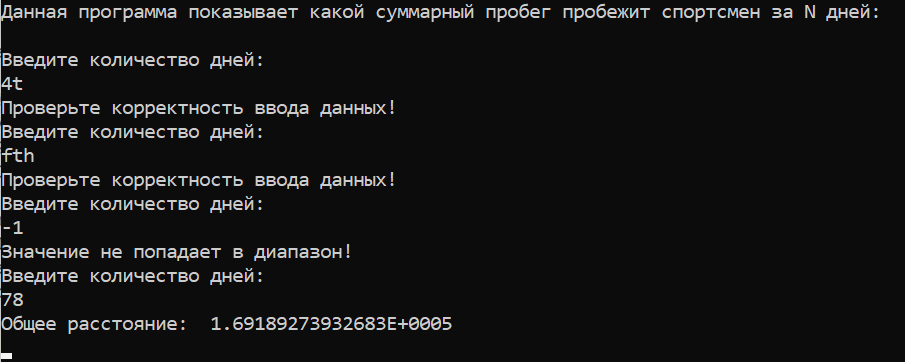 Данная программа показывает какой суммарный пробег пробежит спортсмен за N дней:
Введите количество дней:
4t
Проверьте корректность ввода данных!
Введите количество дней:
fth
Проверьте корректность ввода данных!
Введите количество дней:
-1
Значение не попадает в диапазон!
Введите количество дней:
78
Общее расстояние:  1.69189273932683E+0005